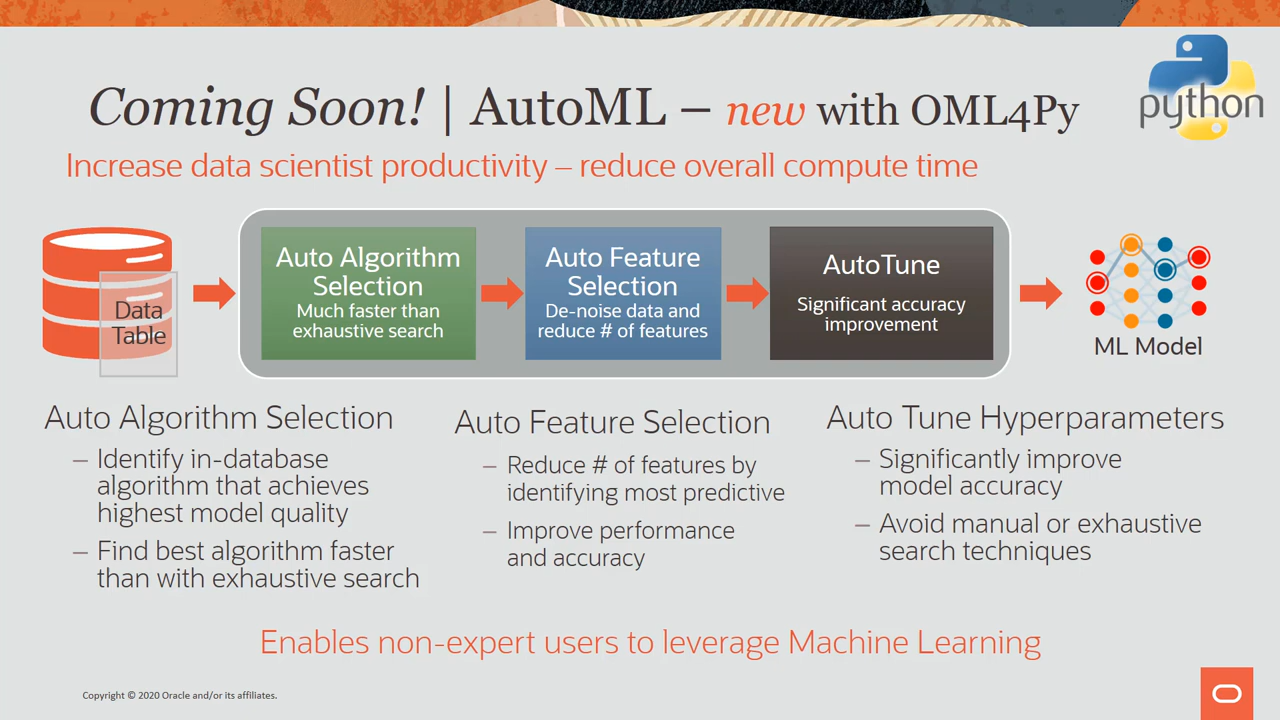 Coming Soon! | AutoML – new with OML4Py
python
Increase data scientist productivity – reduce overall compute time
Data
Table
Auto Algorithm
Selection
Much faster than
exhaustive search
Auto Feature
Selection
De-noise data and
reduce # of features
AutoTune
Significant accuracy
improvement
ML Model
Auto Algorithm Selection
– Identify in-database
algorithm that achieves
highest model quality
– Find best algorithm faster
than with exhaustive search
Auto Feature Selection
– Reduce # of features by
identifying most predictive
– Improve performance
and accuracy
Auto Tune Hyperparameters
– Significantly improve
model accuracy
– Avoid manual or exhaustive
search techniques
Enables non-expert users to leverage Machine Learning
Copyright © 2020 Oracle and/or its affiliates.